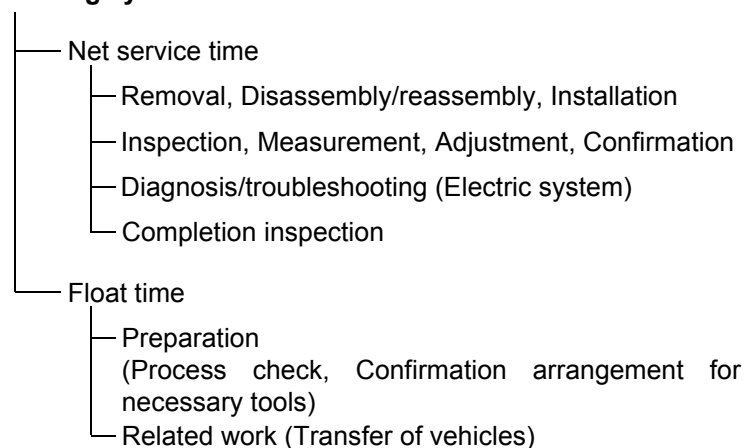 Net service time
Removal, Disassembly/reassembly, Installation
Inspection, Measurement, Adjustment, Confirmation
Diagnosis/troubleshooting (Electric system)
Completion inspection
Float time
Preparation
(Process check, Confirmation arrangement for
necessary tools)
Related work (Transfer of vehicles)